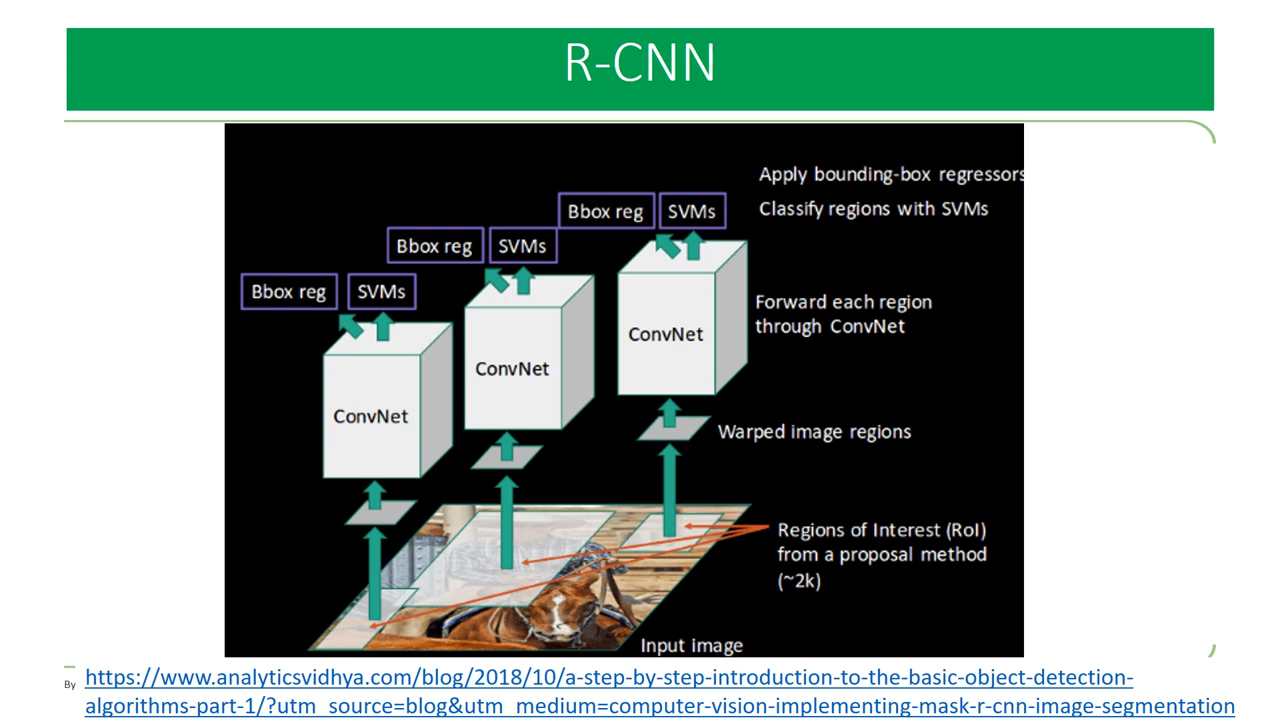 R-CNN
Apply bounding-box regressors
Bbox reg SVMs
Classify regions with SVMs
Bbox reg SVMs
Bbox reg SVMs
Forward each region
through ConvNet
ConvNet
ConvNet
ConvNet
Warped image regions
Regions of Interest (RoI)
from a proposal method
(~2k)
Input image
By
https://www.analyticsvidhya.com/blog/2018/10/a-step-by-step-introduction-to-the-basic-object-detection-
algorithms-part-1/?utm_source=blog&utm_medium=computer-vision-implementing-mask-r-cnn-image-segmentation